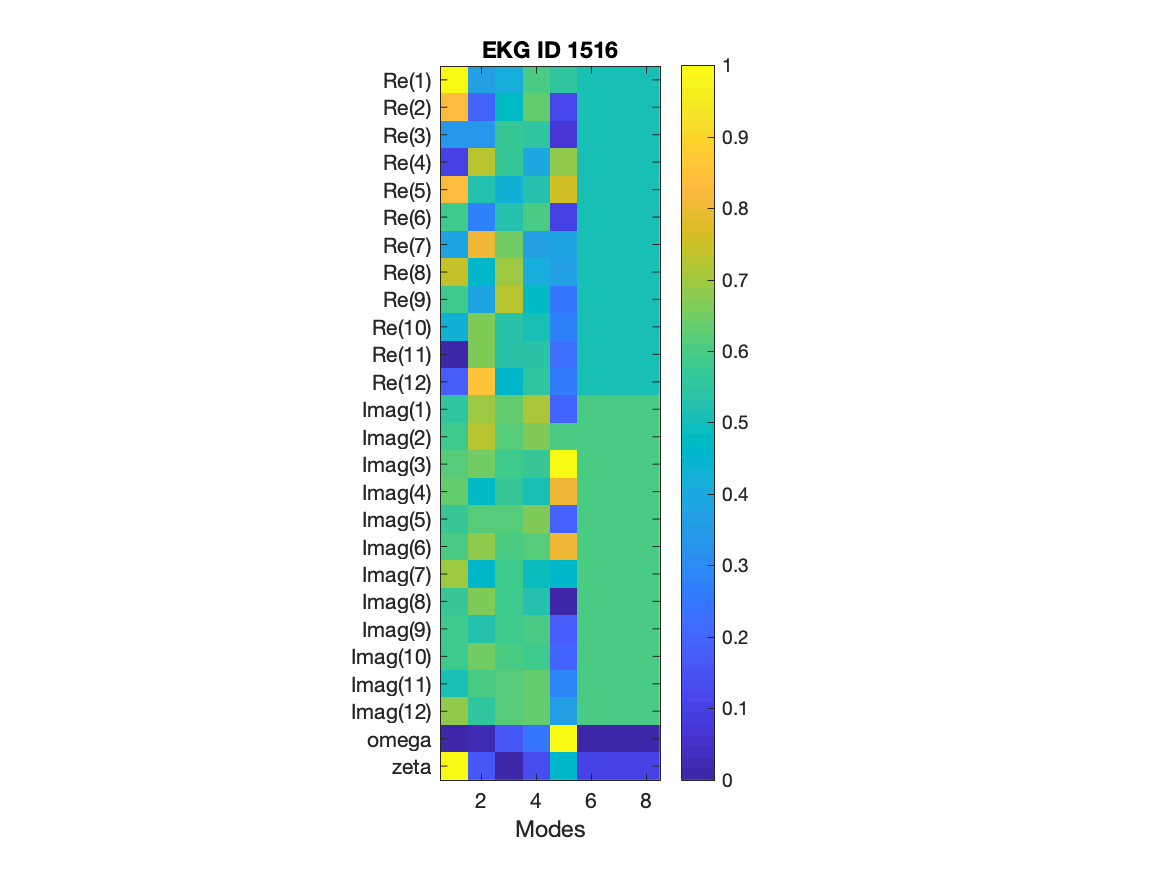 EKG ID 1516
Re(1)
Re(2)
Re(3)
Re(4)
Re(5)
Re(6)
Re(7)
Re(8)
Re(9)
Re(10)
Re(11)
Re(12)
Imag(1)
Imag(2)
Imag(3)
Imag(4)
Imag(5)
Imag(6)
Imag(7)
Imag(8)
Imag(9)
Imag(10)
Imag(11)
Imag(12)
omega
zeta
2 4 6 8
Modes
1
0.9
0.8
0.7
0.6
0.5
0.4
0.3
0.2
0.1
0